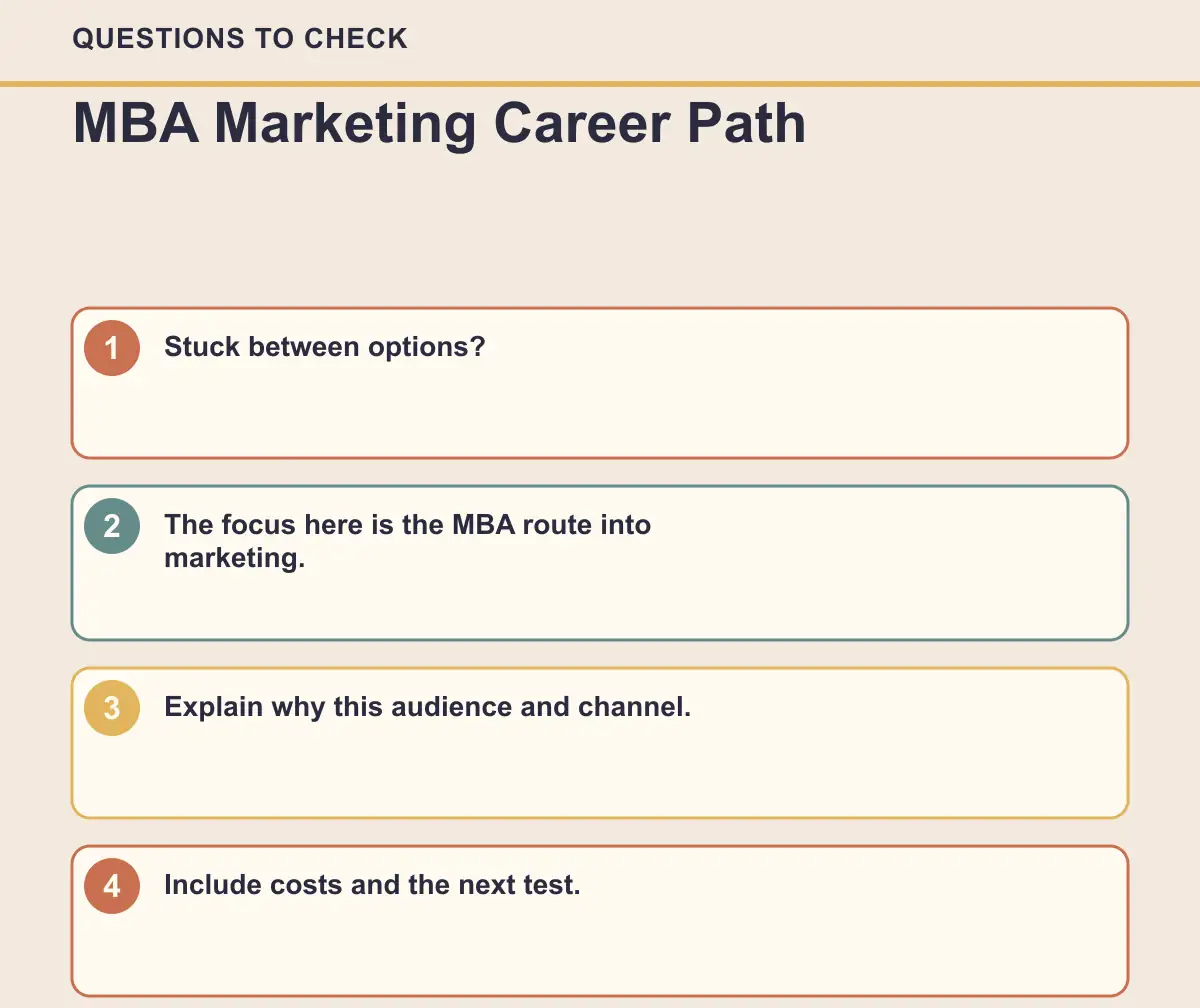 QUESTIONS TO CHECK
MBA Marketing Career Path
1
Stuck between options?
2
The focus here is the MBA route into
marketing.
3
Explain why this audience and channel.
4
Include costs and the next test.